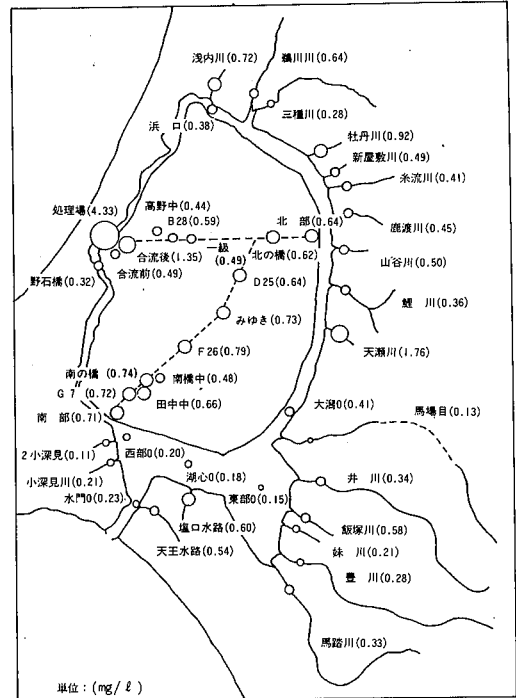 浅内川(0.72)
鵜川川(0.64)
三種川(0.28)
浜口(0.38)
牡丹川(0.92)
新屋敷川(0.49)
糸流川(0.41)
処理場(4.33)
高野中(0.44)
B28(0.59)
北部(0.64)
鹿渡川(0.45)
合流後(1.35)
一級(0.49)
北の橋(0.62)
山谷川(0.50)
野石橋(0.32)
合流前(0.49)
D25(0.64)
鯉川(0.36)
みゆき(0.73)
天瀬川(1.76)
F26(0.79)
南の橋(0.74)
〃
南橋中(0.48)
G7(0.72)
田中中(0.66)
大潟0(0.41)
馬場目(0.13)
南部(0.71)
2小深見(0.11)
西部0(0.20)
小深見川(0.21)
湖心0(0.18)
井川(0.34)
水門0(0.23)
東部0(0.15)
塩口水路(0.60)
飯塚川(0.58)
天王水路(0.54)
妹川(0.21)
豊川(0.28)
馬踏川(0.33)
単位:(mg/ℓ)